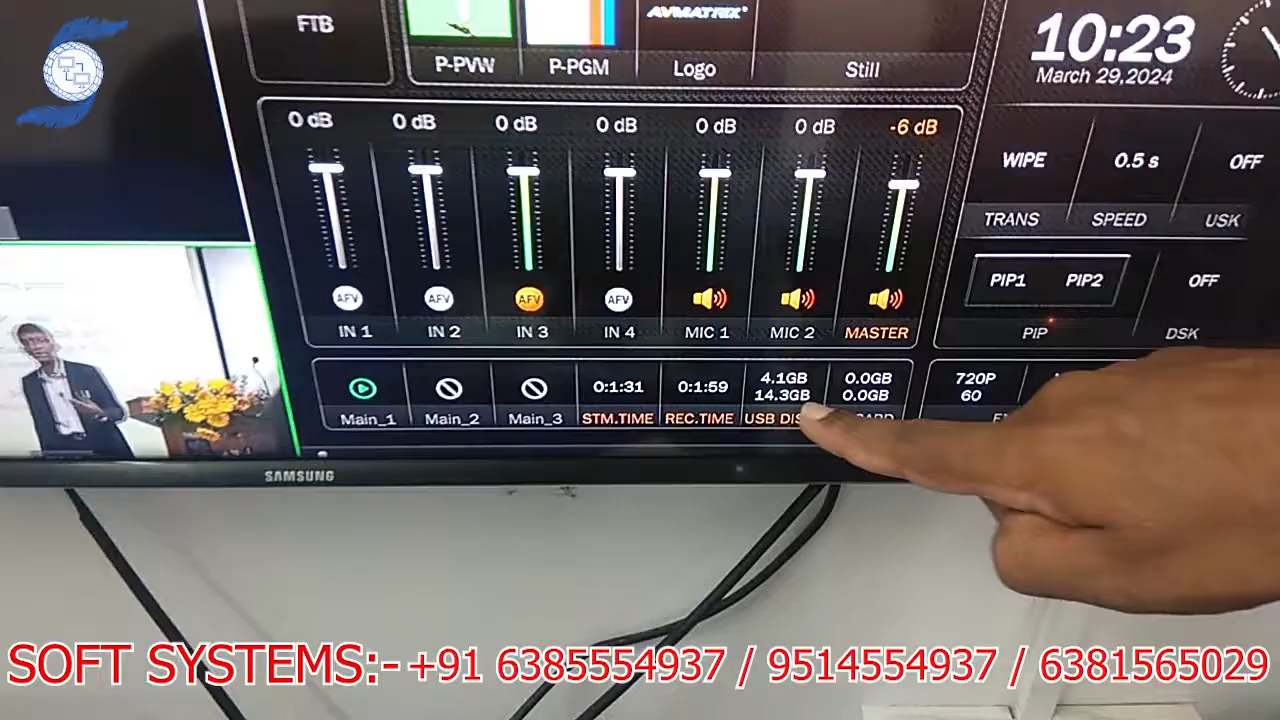 FTB
P-PVW
P-PGM
AVMATRIX
Logo
Still
10:23
March 29,2024
0 dB 0 dB 0 dB 0 dB 0 dB 0 dB -6 dB
WIPE 0.5 s OFF
TRANS SPEED USK
AFV AFV AFV AFV
IN 1 IN 2 IN 3 IN 4 MIC 1 MIC 2 MASTER
PIP1 PIP2 OFF
PIP DSK
0:1:31 0:1:59
4.1GB 0.0GB
14.3GB 0.0GB
720P
60
Main_1 Main_2 Main_3 STM.TIME REC.TIME USB
SAMSUNG
SOFT SYSTEMS:-+91 6385554937 / 9514554937 / 6381565029